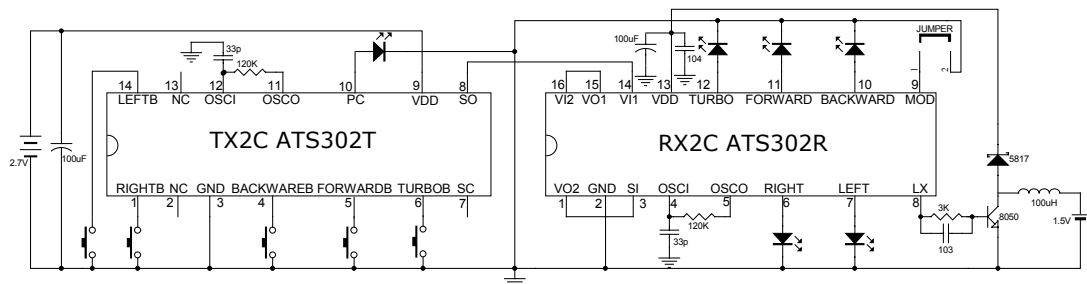 2.7V
100uF
33p
120K
14 13 12 11 10 9 8
LEFTB NC OSCI OSCO PC VDD SO
TX2C ATS302T
RIGHTB NC GND BACKWAREB FORWARDB TURBOB SC
1 2 3 4 5 6 7
100uF
104
JUMPER
1 2
16 15 14 13 12 11 10 9
VI2 VO1 VI1 VDD TURBO FORWARD BACKWARD MOD
RX2C ATS302R
VO2 GND SI OSCI OSCO RIGHT LEFT LX
1 2 3 4 5 6 7 8
120K
33p
3K
103
5817
8050
100uH
1.5V